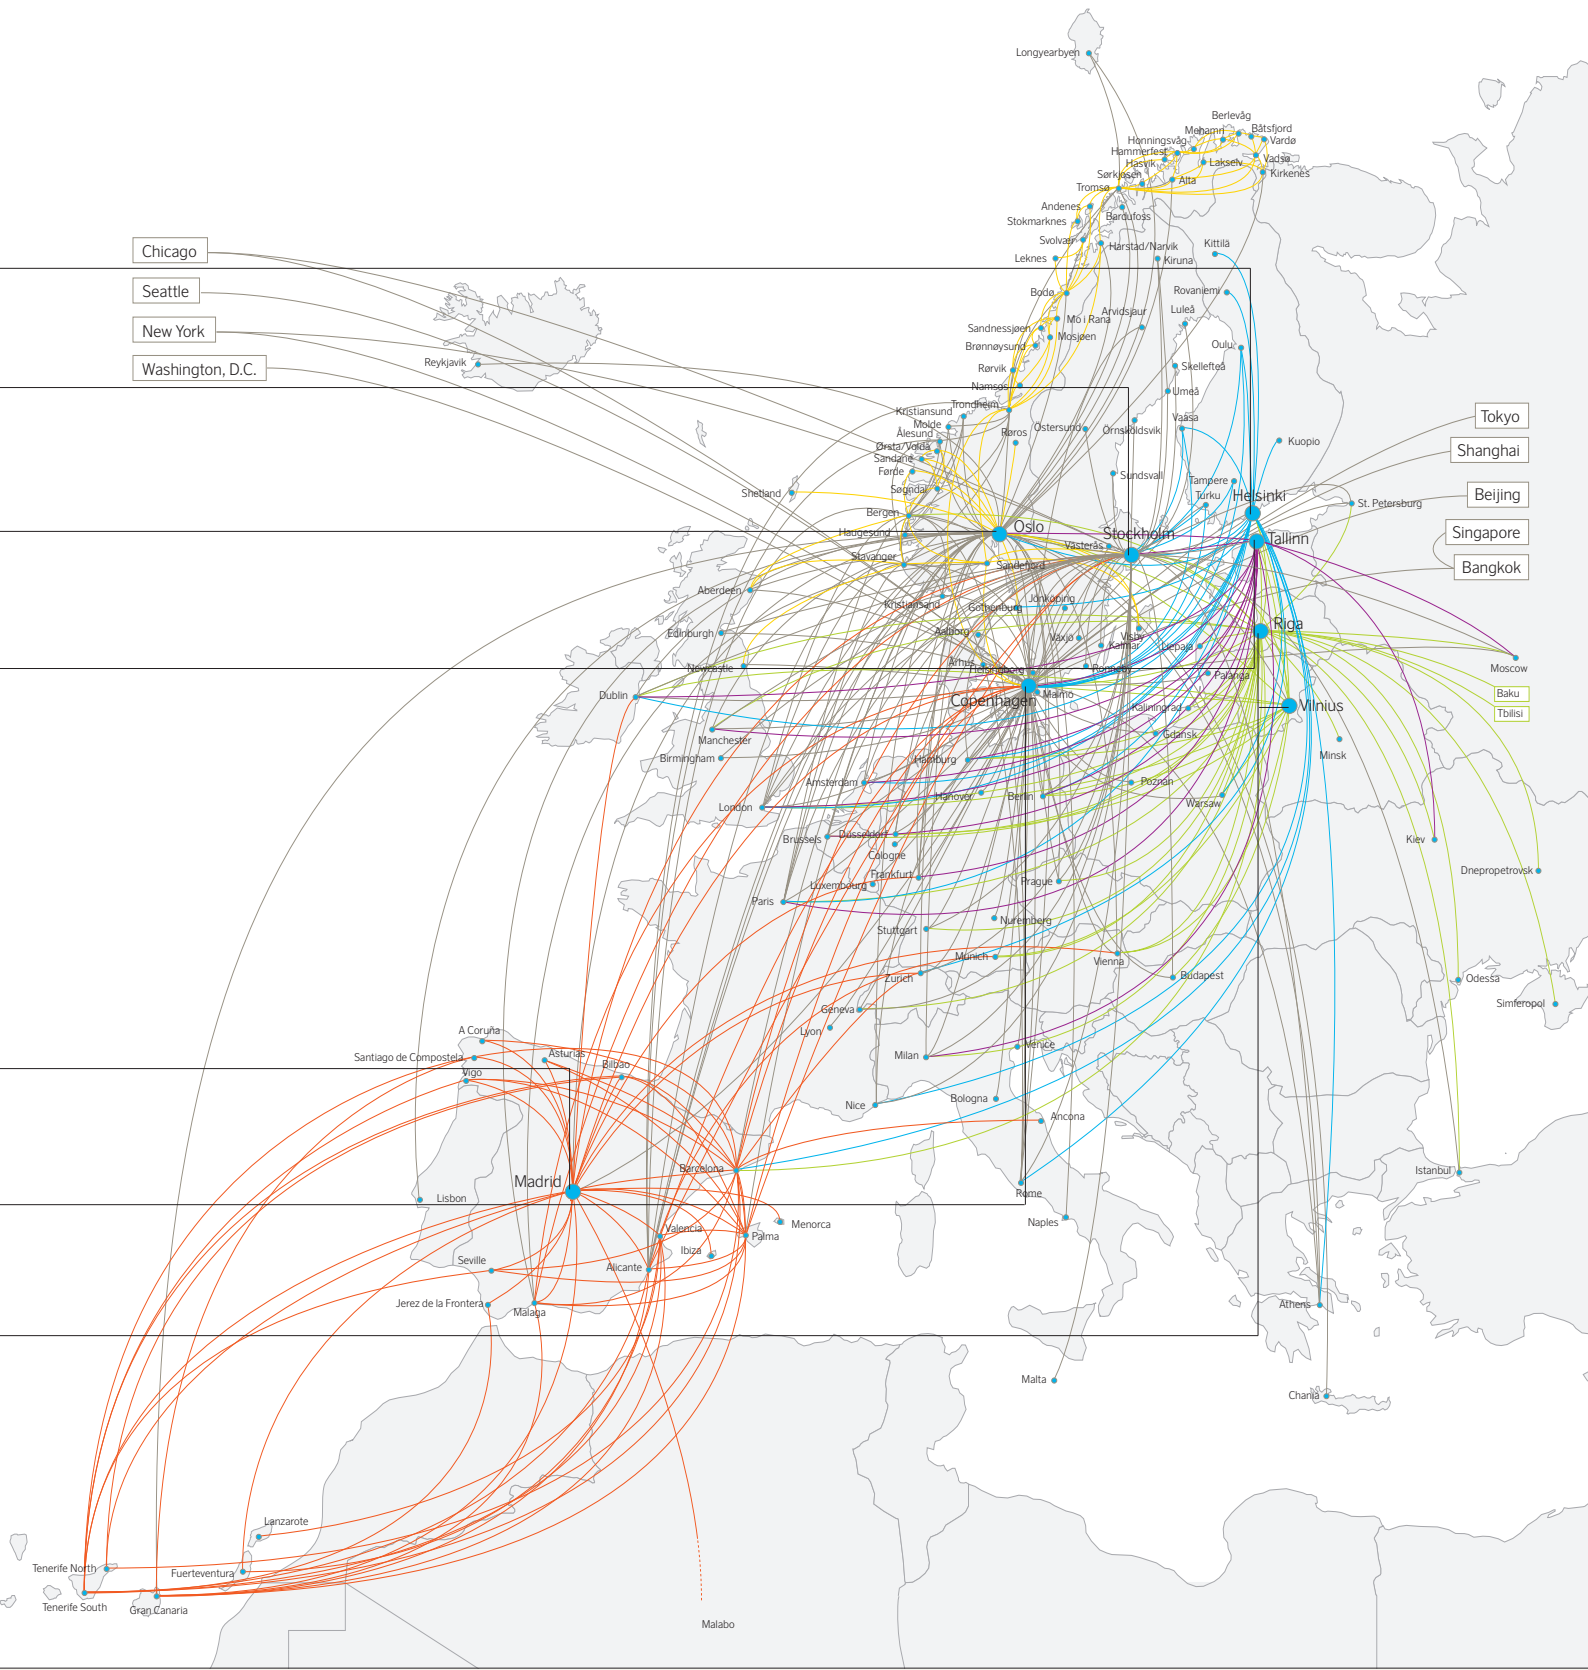 Longyearbyen
Berlevåg
Mehamn
Båtsfjord
Vardø
Honningsvåg
Hammerfest
Hasvik
Lakselv
Vadsø
Sørkjosen
Kirkenes
Tromsø
Alta
Andenes
Bardufoss
Stokmarknes
Svolvær
Harstad/Narvik
Kittilä
Chicago
Leknes
Kiruna
Seattle
Bodø
Rovaniemi
Arvidsjaur
Luleå
New York
Sandnessjøen
Mo i Rana
Mosjøen
Brønnøysund
Oulu
Reykjavik
Washington, D.C.
Rørvik
Skellefteå
Namsos
Umeå
Trondheim
Kristiansund
Tokyo
Molde
Vaasa
Ålesund
Røros
Östersund
Örnsköldsvik
Kuopio
Ørsta/Volda
Shanghai
Sandane
Førde
Sundsvall
Tampere
Sogndal
Shetland
Turku
Helsinki
Beijing
St. Petersburg
Bergen
Oslo
Haugesund
Stockholm
Tallinn
Singapore
Västerås
Stavanger
Sandefjord
Bangkok
Aberdeen
Kristiansand
Jönköping
Gothenburg
Edinburgh
Aalborg
Växjö
Visby
Riga
Kalmar
Liepaja
Newcastle
Århus
Helsingborg
Ronneby
Palanga
Moscow
Dublin
Copenhagen
Malmö
Kaliningrad
Vilnius
Baku
Tbilisi
Manchester
Gdansk
Birmingham
Hamburg
Minsk
Amsterdam
Hanover
Berlin
Poznan
Warsaw
London
Brussels
Düsseldorf
Kiev
Cologne
Frankfurt
Luxembourg
Prague
Dnepropetrovsk
Paris
Nuremberg
Stuttgart
Munich
Vienna
Zurich
Budapest
Odessa
Geneva
Simferopol
Lyon
A Coruña
Santiago de Compostela
Asturias
Bilbao
Vigo
Milan
Venice
Nice
Bologna
Ancona
Barcelona
Istanbul
Madrid
Lisbon
Rome
Menorca
Naples
Valencia
Palma
Ibiza
Seville
Alicante
Jerez de la Frontera
Malaga
Athens
Malta
Chania
Lanzarote
Tenerife North
Fuerteventura
Tenerife South
Gran Canaria
Malabo